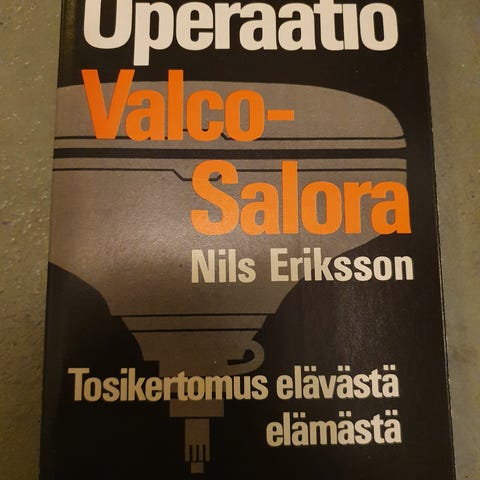 Operaatio
Valco-
Salora
Nils Eriksson
Tosikertomus elävästä
elämästä